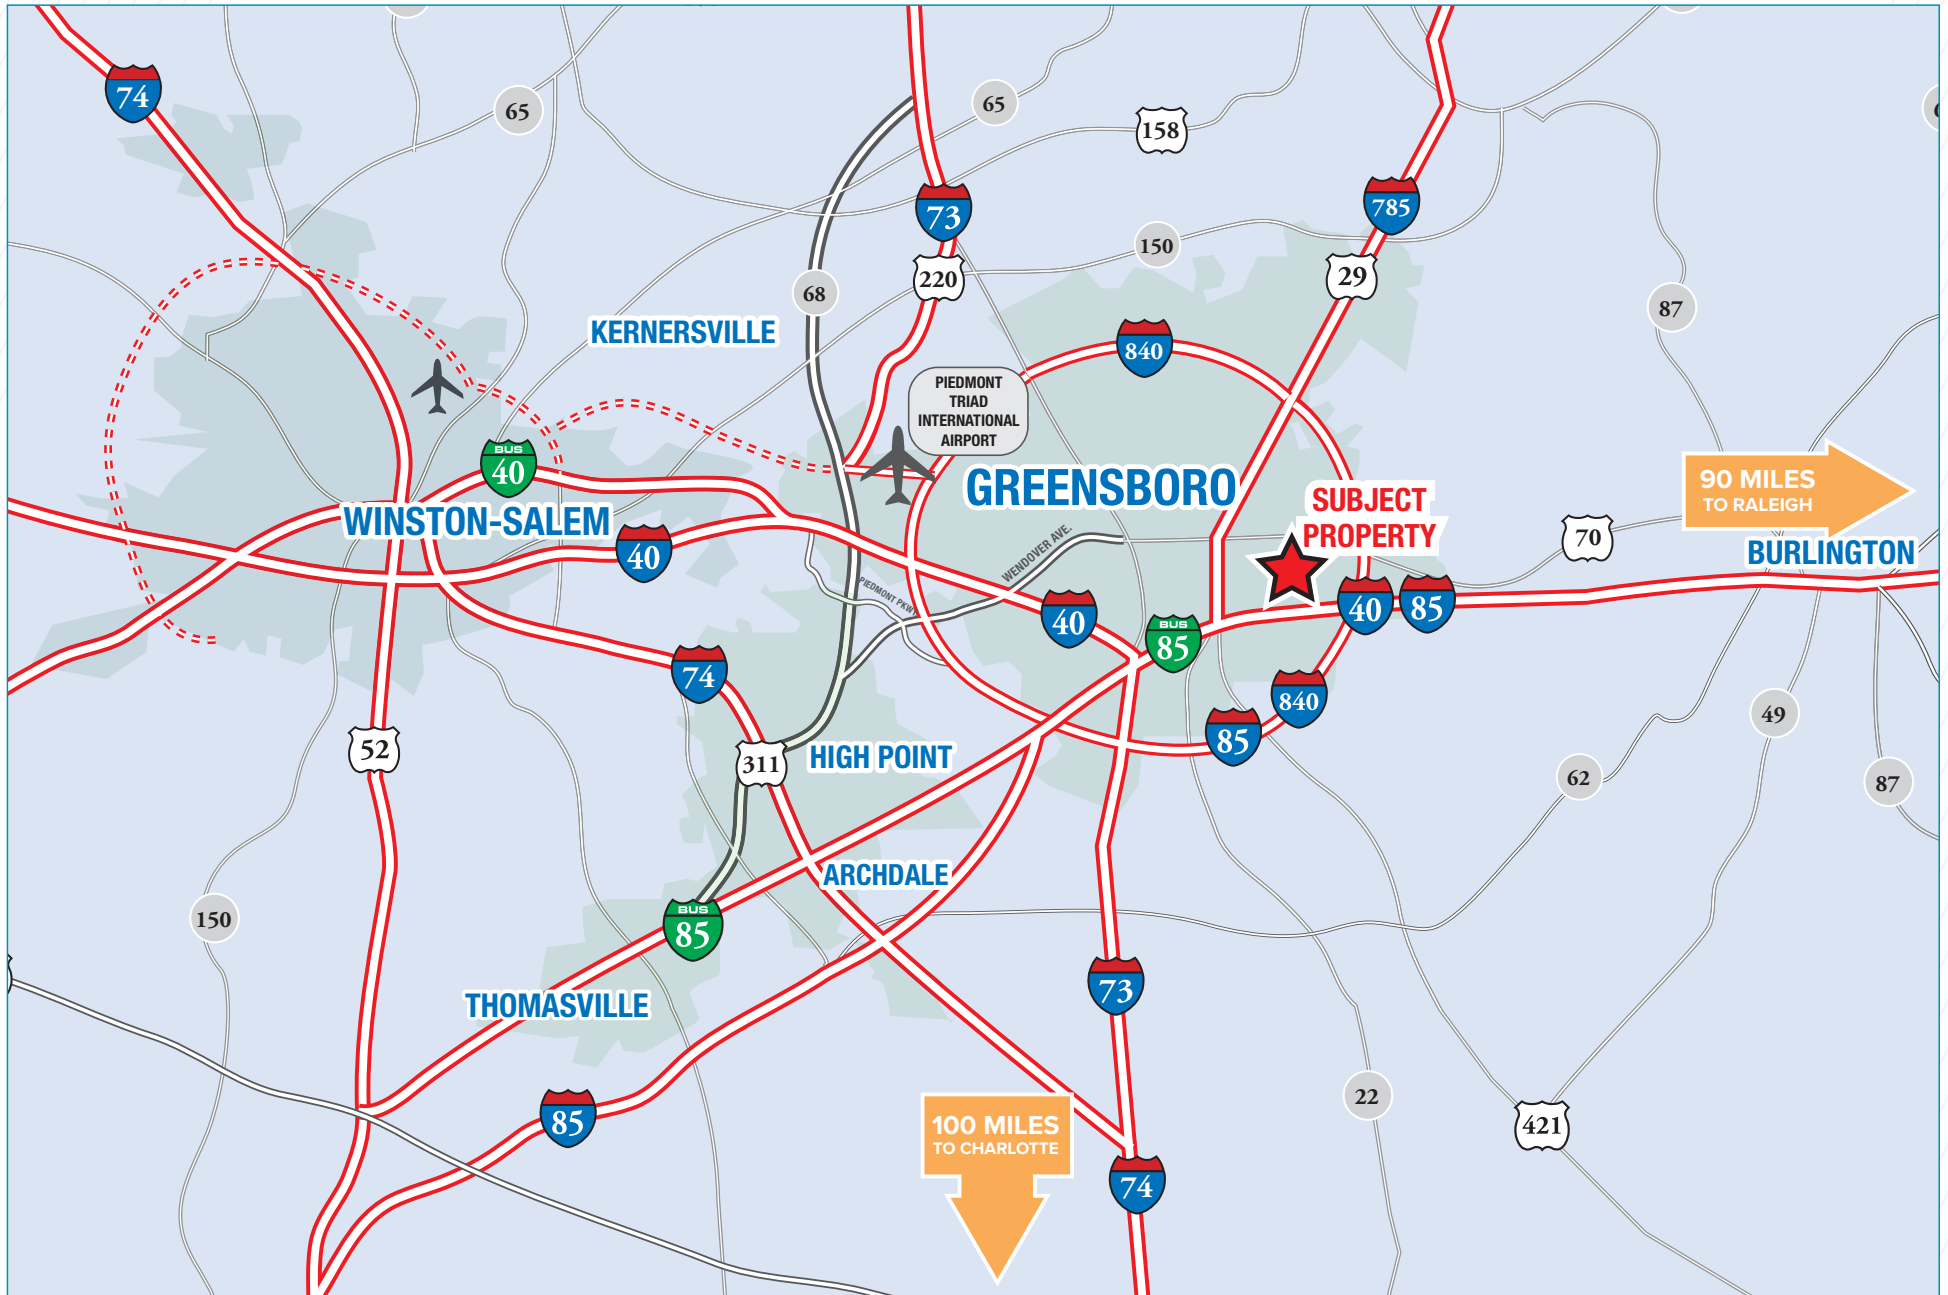 74
65
65
158
73
785
150
220
29
68
87
KERNERSVILLE
840
PIEDMONT
TRIAD
INTERNATIONAL
AIRPORT
BUS
40
GREENSBORO
SUBJECT
PROPERTY
90 MILES
TO RALEIGH
WINSTON-SALEM
40
WENDOVER AVE.
70
BURLINGTON
PIEDMONT PKWY
40
BUS
85
40
85
74
840
85
49
52
311
HIGH POINT
62
87
ARCHDALE
150
BUS
85
73
THOMASVILLE
85
100 MILES
TO CHARLOTTE
22
421
74